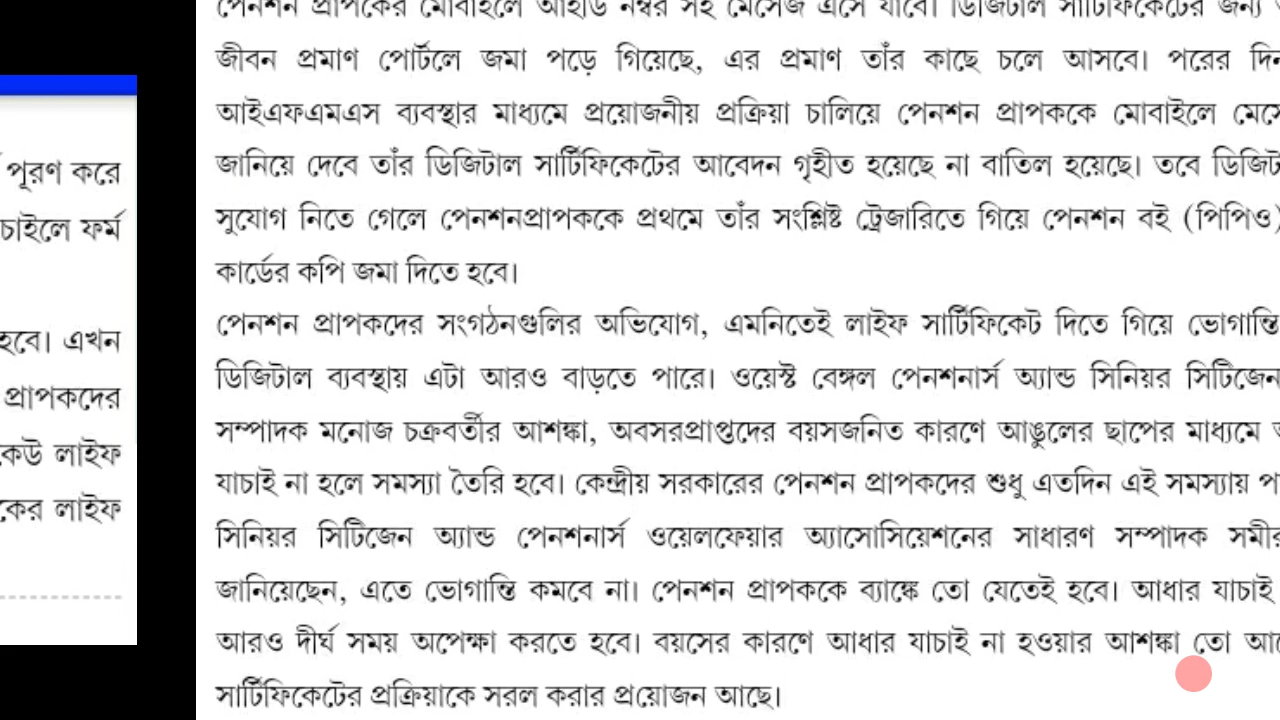 পূরণ করে
চাইলে ফর্ম
হবে। এখন
প্রাপকদের
কেউ লাইফ
লাইফ
পেনশন প্রাপকের মোবাইলে আইডি নম্বর সহ মেসেজ এসে যাবে। ডিজিটাল সার্টিফিকেটের জন্য
জীবন প্রমাণ পোর্টলে জমা পড়ে গিয়েছে, এর প্রমাণ তাঁর কাছে চলে আসবে। পরের
আইএফএমএস ব্যবস্থার মাধ্যমে প্রয়োজনীয় প্রক্রিয়া চালিয়ে পেনশন প্রাপককে মোবাইলে
জানিয়ে দেবে তাঁর ডিজিটাল সার্টিফিকেটের আবেদন গৃহীত হয়েছে না বাতিল হয়েছে। তবে
সুযোগ নিতে গেলে পেনশনপ্রাপককে প্রথমে তাঁর সংশ্লিষ্ট ট্রেজারিতে গিয়ে পেনশন বই (পিপিও)
কার্ডের কপি জমা দিতে হবে।
পেনশন প্রাপকদের সংগঠনগুলির অভিযোগ, এমনিতেই লাইফ সার্টিফিকেট দিতে গিয়ে ভোগান্তি
ডিজিটাল ব্যবস্থায় এটা আরও বাড়তে পারে। ওয়েস্ট বেঙ্গল পেনশনার্স অ্যান্ড সিনিয়র সিটিজেন
সম্পাদক মনোজ চক্রবর্তীর আশঙ্কা, অবসরপ্রাপ্তদের বয়সজনিত কারণে আঙুলের ছাপের মাধ্যমে
যাচাই না হলে সমস্যা তৈরি হবে। কেন্দ্রীয় সরকারের পেনশন প্রাপকদের শুধু এতদিন এই সমস্যায়
সিনিয়র সিটিজেন অ্যান্ড পেনশনার্স ওয়েলফেয়ার অ্যাসোসিয়েশনের সাধারণ সম্পাদক
জানিয়েছেন, এতে ভোগান্তি কমবে না। পেনশন প্রাপককে ব্যাঙ্কে তো যেতেই হবে। আধার যাচাই
আরও দীর্ঘ সময় অপেক্ষা করতে হবে। বয়সের কারণে আধার যাচাই না হওয়ার আশঙ্কা তো
সার্টিফিকেটের প্রক্রিয়াকে সরল করার প্রয়োজন আছে।